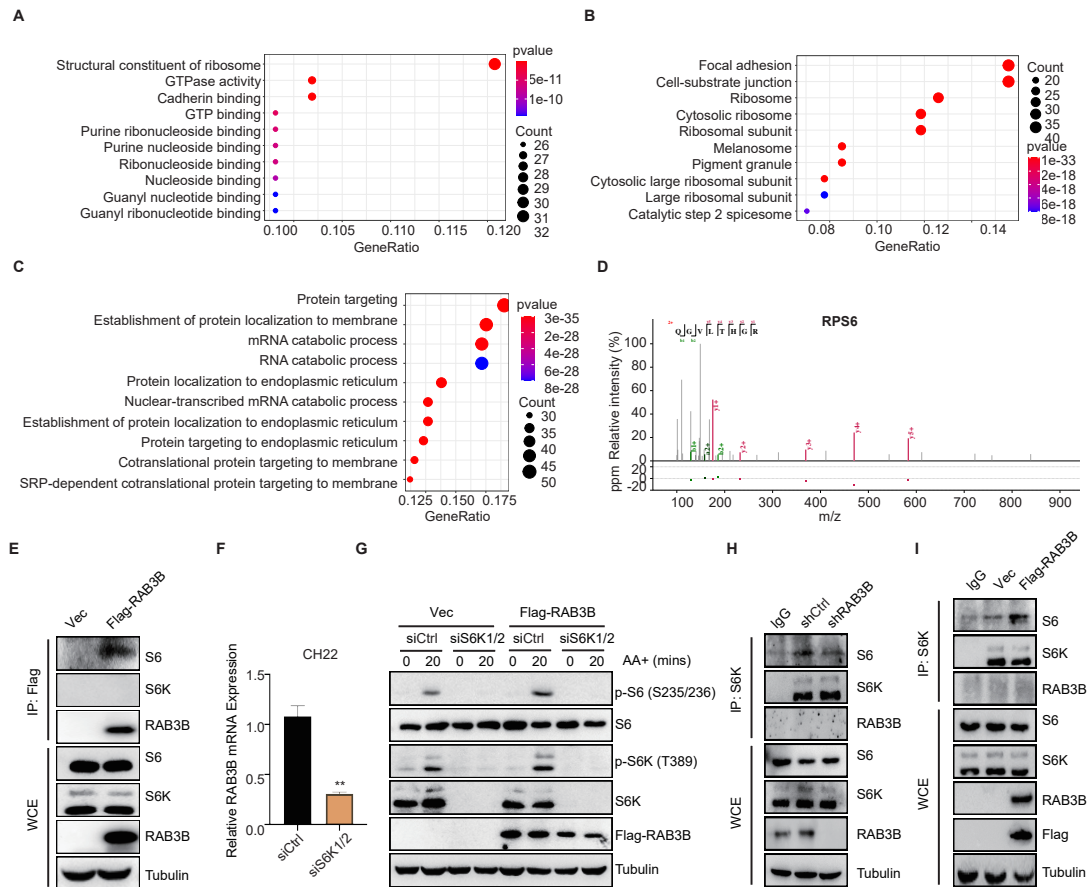 A
Structural constituent of ribosome
GTPase activity
Cadherin binding
GTP binding
Purine ribonucleoside binding
Purine nucleoside binding
Ribonucleoside binding
Nucleoside binding
Guanyl nucleotide binding
Guanyl ribonucleotide binding
0.100 0.105 0.110 0.115 0.120
GeneRatio
pvalue
5e-11
1e-10
Count
26
27
28
29
30
31
32
B
Focal adhesion
Cell-substrate junction
Ribosome
Cytosolic ribosome
Ribosomal subunit
Melanosome
Pigment granule
Cytosolic large ribosomal subunit
Large ribosomal subunit
Catalytic step 2 spicesome
0.08 0.10 0.12 0.14
GeneRatio
Count
20
25
30
35
40
pvalue
1e-33
2e-18
4e-18
6e-18
8e-18
C
Protein targeting
Establishment of protein localization to membrane
mRNA catabolic process
RNA catabolic process
Protein localization to endoplasmic reticulum
Nuclear-transcribed mRNA catabolic process
Establishment of protein localization to endoplasmic reticulum
Protein targeting to endoplasmic reticulum
Cotranslational protein targeting to membrane
SRP-dependent cotranslational protein targeting to membrane
0.125 0.150 0.175
GeneRatio
pvalue
3e-35
2e-28
4e-28
6e-28
8e-28
Count
30
35
40
45
50
D
RPS6
Q G V L T H G R
Relative intensity (%)
100
80
60
40
20
0
ppm
20
0
-20
b1+ a2+ y1+ b2+ y2+ y3+ y4+ y5+
100 200 300 400 500 600 700 800 900
m/z
E
Vec Flag-RAB3B
IP: Flag
S6
S6K
RAB3B
WCE
S6
S6K
RAB3B
Tubulin
F
CH22
Relative RAB3B mRNA Expression
1.5
1.0
0.5
0.0
**
siCtrl siS6K1/2
G
Vec Flag-RAB3B
siCtrl siS6K1/2 siCtrl siS6K1/2
0 20 0 20 0 20 0 20 AA+ (mins)
p-S6 (S235/236)
S6
p-S6K (T389)
S6K
Flag-RAB3B
Tubulin
H
IgG shCtrl shRAB3B
IP: S6K
S6
S6K
RAB3B
WCE
S6
S6K
RAB3B
Tubulin
I
IgG Vec Flag-RAB3B
IP: S6K
S6
S6K
RAB3B
WCE
S6
S6K
RAB3B
Flag
Tubulin